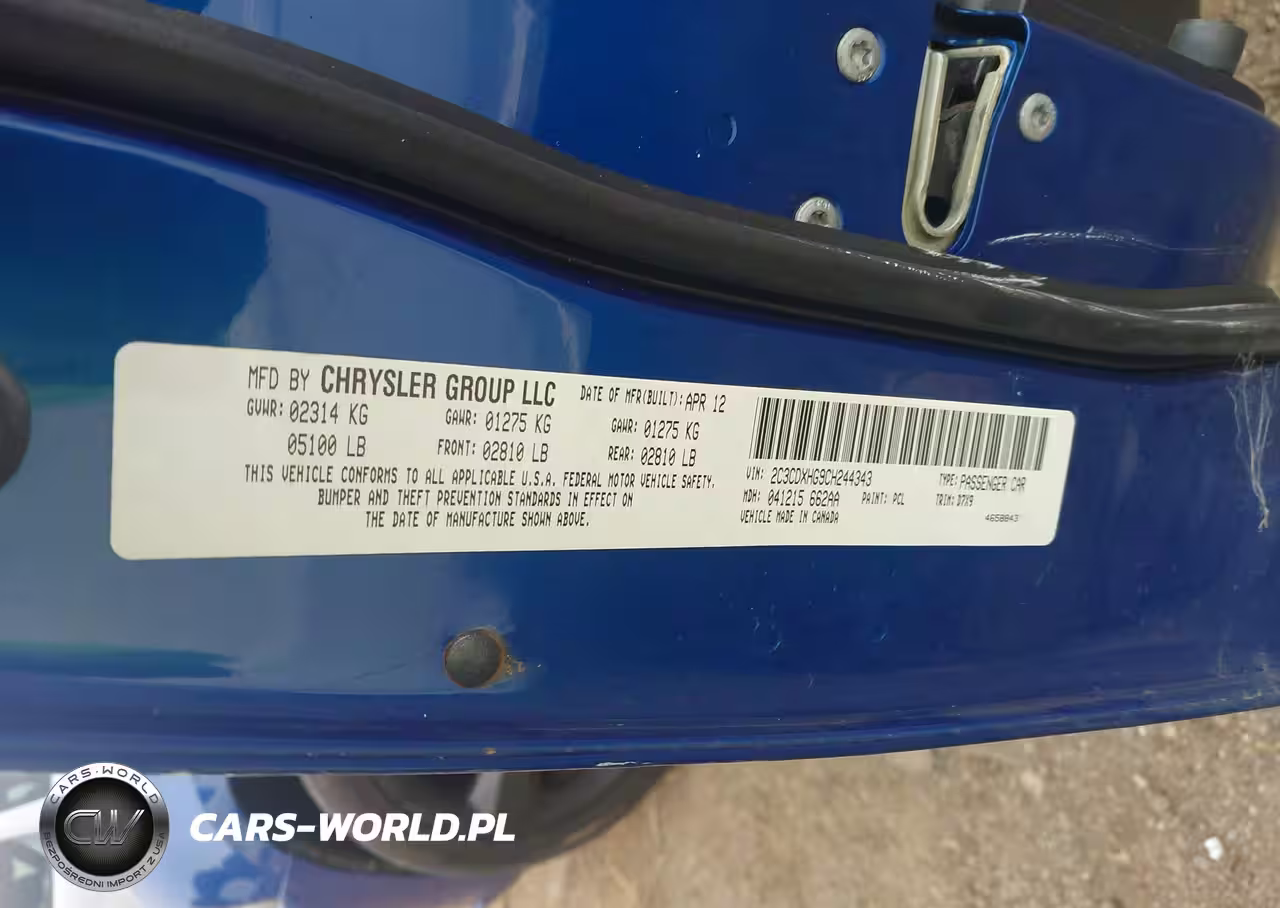 MFD BY CHRYSLER GROUP LLC DATE OF MFR(BUILT): APR 12
GVWR: 02314 KG GAWR: 01275 KG GAWR: 01275 KG
05100 LB FRONT: 02810 LB REAR: 02810 LB
THIS VEHICLE CONFORMS TO ALL APPLICABLE U.S.A. FEDERAL MOTOR VEHICLE SAFETY,
BUMPER AND THEFT PREVENTION STANDARDS IN EFFECT ON
THE DATE OF MANUFACTURE SHOWN ABOVE.
VIN: 2C3CDXHG9CH244343 TYPE: PASSENGER CAR
MDH: 041215 662AA PAINT: PCL TRIM: D7X9
VEHICLE MADE IN CANADA
CARS-WORLD
CW
BEZPOŚREDNI IMPORT Z USA
CARS-WORLD.PL